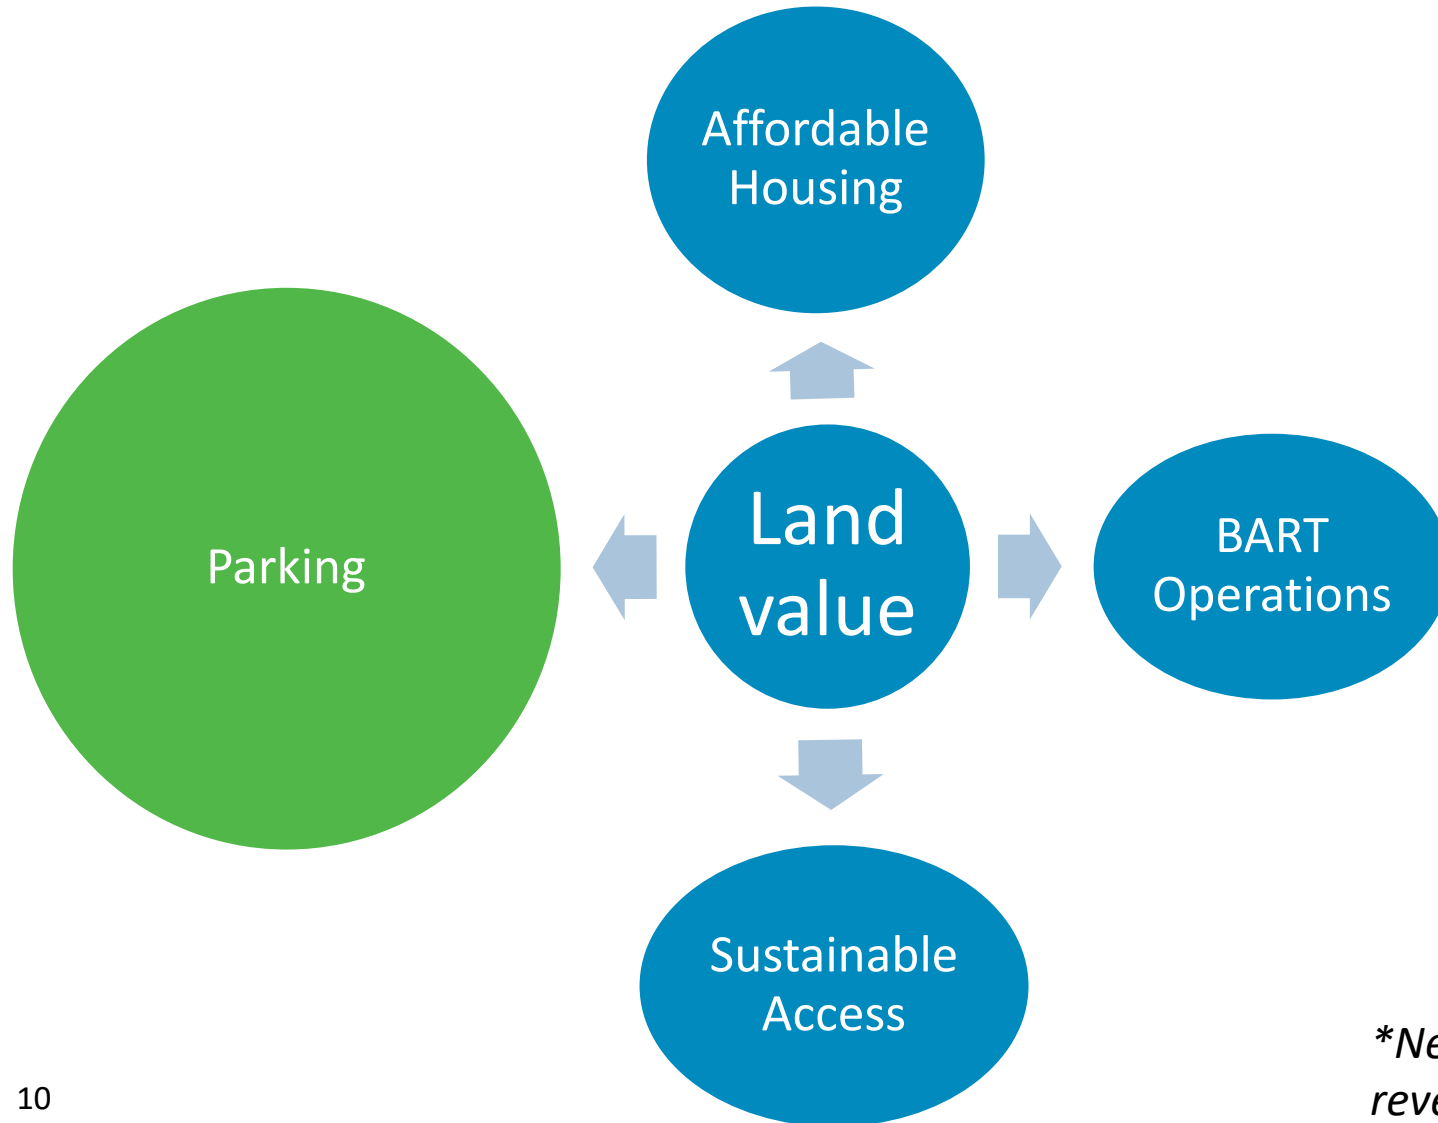 Affordable
Housing
Parking
Land
value
BART
Operations
Sustainable
Access
10